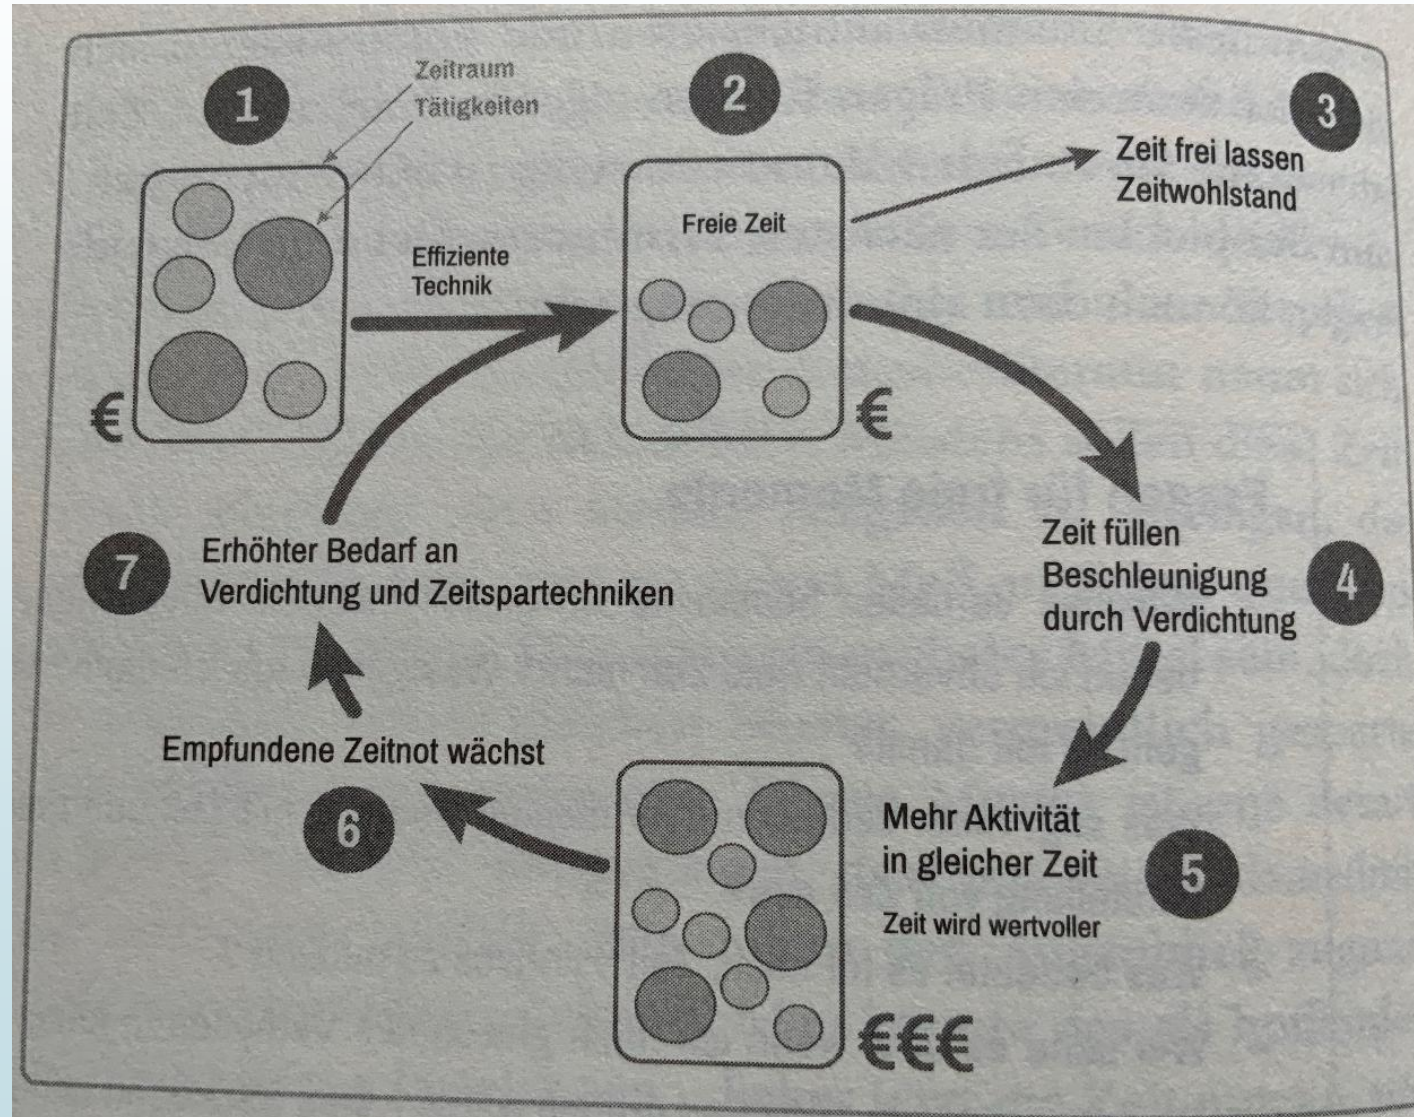 1
Zeitraum
Tätigkeiten
2
3
Zeit frei lassen
Zeitwohlstand
Effiziente
Technik
Freie Zeit
€
€
4
Zeit füllen
Beschleunigung
durch Verdichtung
7
Erhöhter Bedarf an
Verdichtung und Zeitspartechniken
Empfundene Zeitnot wächst
6
5
Mehr Aktivität
in gleicher Zeit
Zeit wird wertvoller
€€€